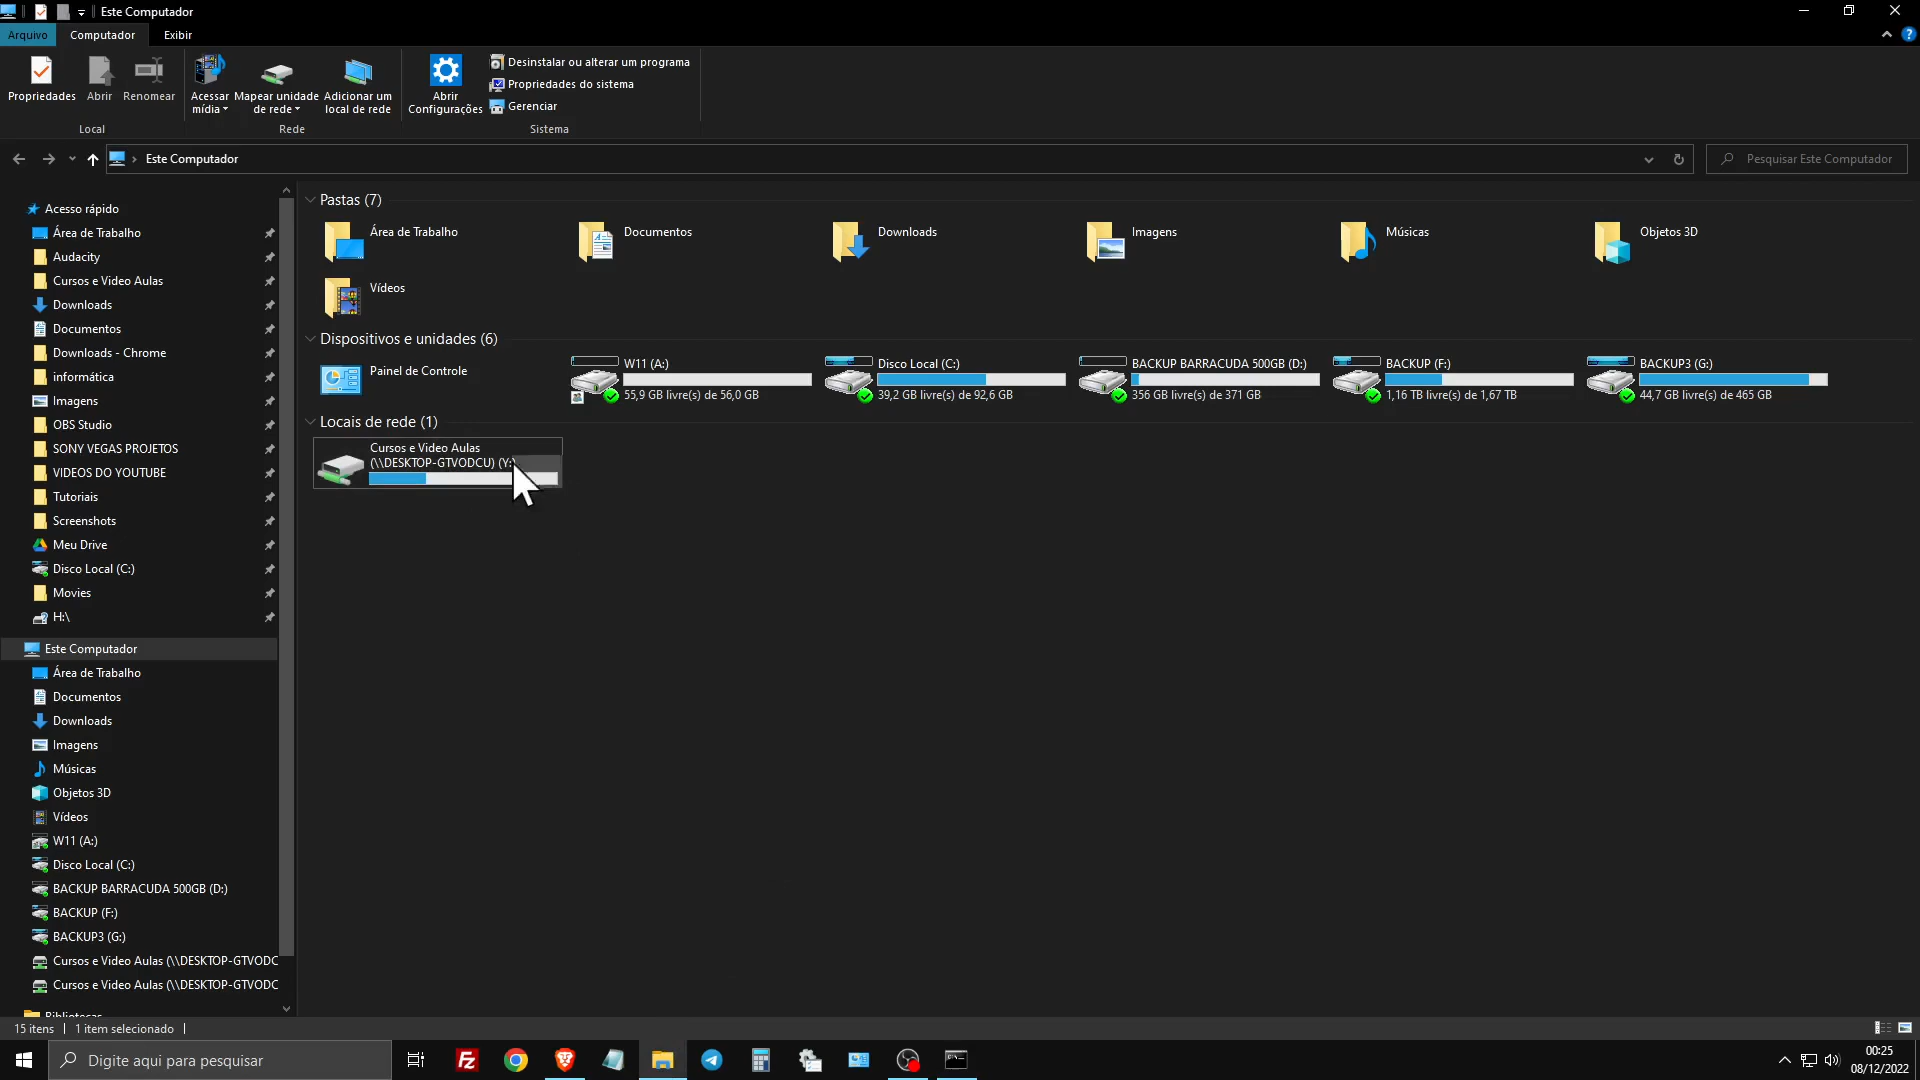 Este Computador
Arquivo
Computador
Exibir
Propriedades
Abrir
Renomear
Local
Acessar
mídia
Mapear unidade
de rede
Adicionar um
local de rede
Rede
Abrir
Configurações
Desinstalar ou alterar um programa
Propriedades do sistema
Gerenciar
Sistema
Este Computador
Pesquisar Este Computador
Acesso rápido
Área de Trabalho
Audacity
Cursos e Video Aulas
Downloads
Documentos
Downloads - Chrome
informática
Imagens
OBS Studio
SONY VEGAS PROJETOS
VIDEOS DO YOUTUBE
Tutoriais
Screenshots
Meu Drive
Disco Local (C:)
Movies
H:\
Este Computador
Área de Trabalho
Documentos
Downloads
Imagens
Músicas
Objetos 3D
Vídeos
W11 (A:)
Disco Local (C:)
BACKUP BARRACUDA 500GB (D:)
BACKUP (F:)
BACKUP3 (G:)
Cursos e Video Aulas (\\DESKTOP-GTVODC
Cursos e Video Aulas (\\DESKTOP-GTVODC
Bibliotecas
Pastas (7)
Área de Trabalho
Documentos
Downloads
Imagens
Músicas
Objetos 3D
Vídeos
Dispositivos e unidades (6)
Painel de Controle
W11 (A:)
55,9 GB livre(s) de 56,0 GB
Disco Local (C:)
39,2 GB livre(s) de 92,6 GB
BACKUP BARRACUDA 500GB (D:)
356 GB livre(s) de 371 GB
BACKUP (F:)
1,16 TB livre(s) de 1,67 TB
BACKUP3 (G:)
44,7 GB livre(s) de 465 GB
Locais de rede (1)
Cursos e Video Aulas
(\\DESKTOP-GTVODCU) (Y:)
15 itens
1 item selecionado
Digite aqui para pesquisar
00:25
08/12/2022